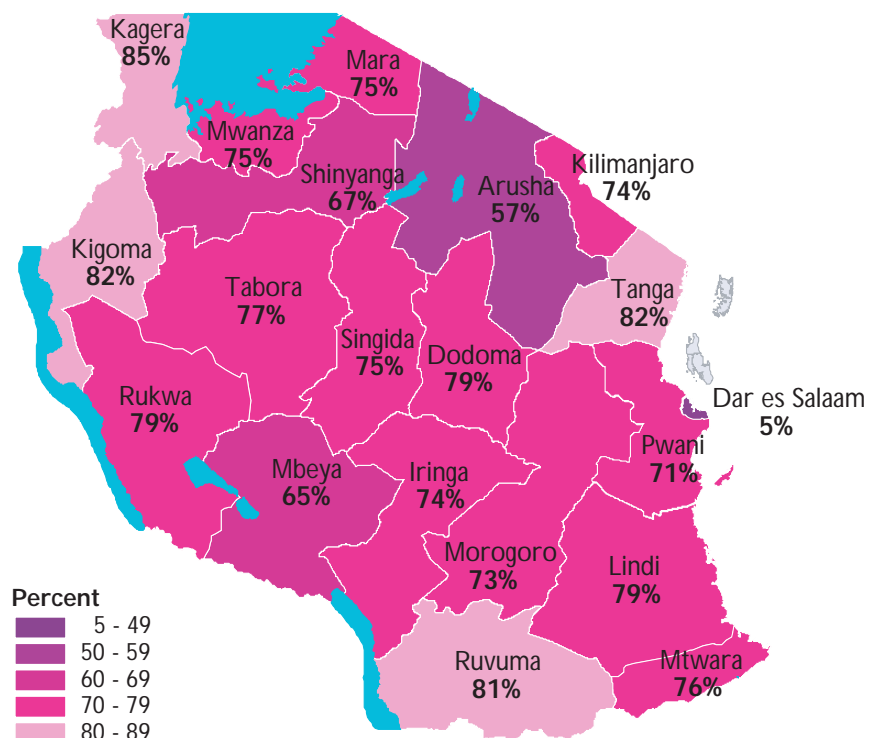 Kagera
85%
Mara
75%
Mwanza
75%
Shinyanga
67%
Arusha
57%
Kilimanjaro
74%
Kigoma
82%
Tabora
77%
Singida
75%
Dodoma
79%
Tanga
82%
Dar es Salaam
5%
Rukwa
79%
Mbeya
65%
Iringa
74%
Pwani
71%
Morogoro
73%
Lindi
79%
Ruvuma
81%
Mtwara
76%
Percent
5 - 49
50 - 59
60 - 69
70 - 79
80 - 89